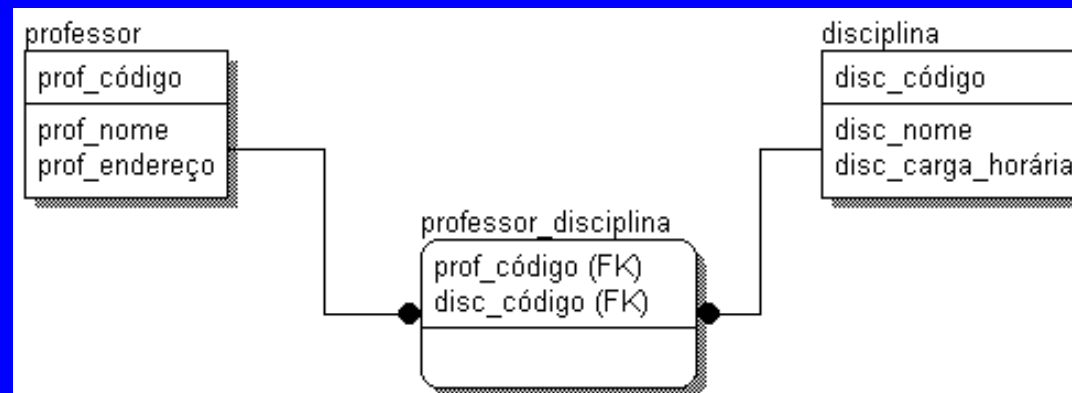 professor
prof_código
prof_nome
prof_endereço
disciplina
disc_código
disc_nome
disc_carga_horária
professor_disciplina
prof_código (FK)
disc_código (FK)